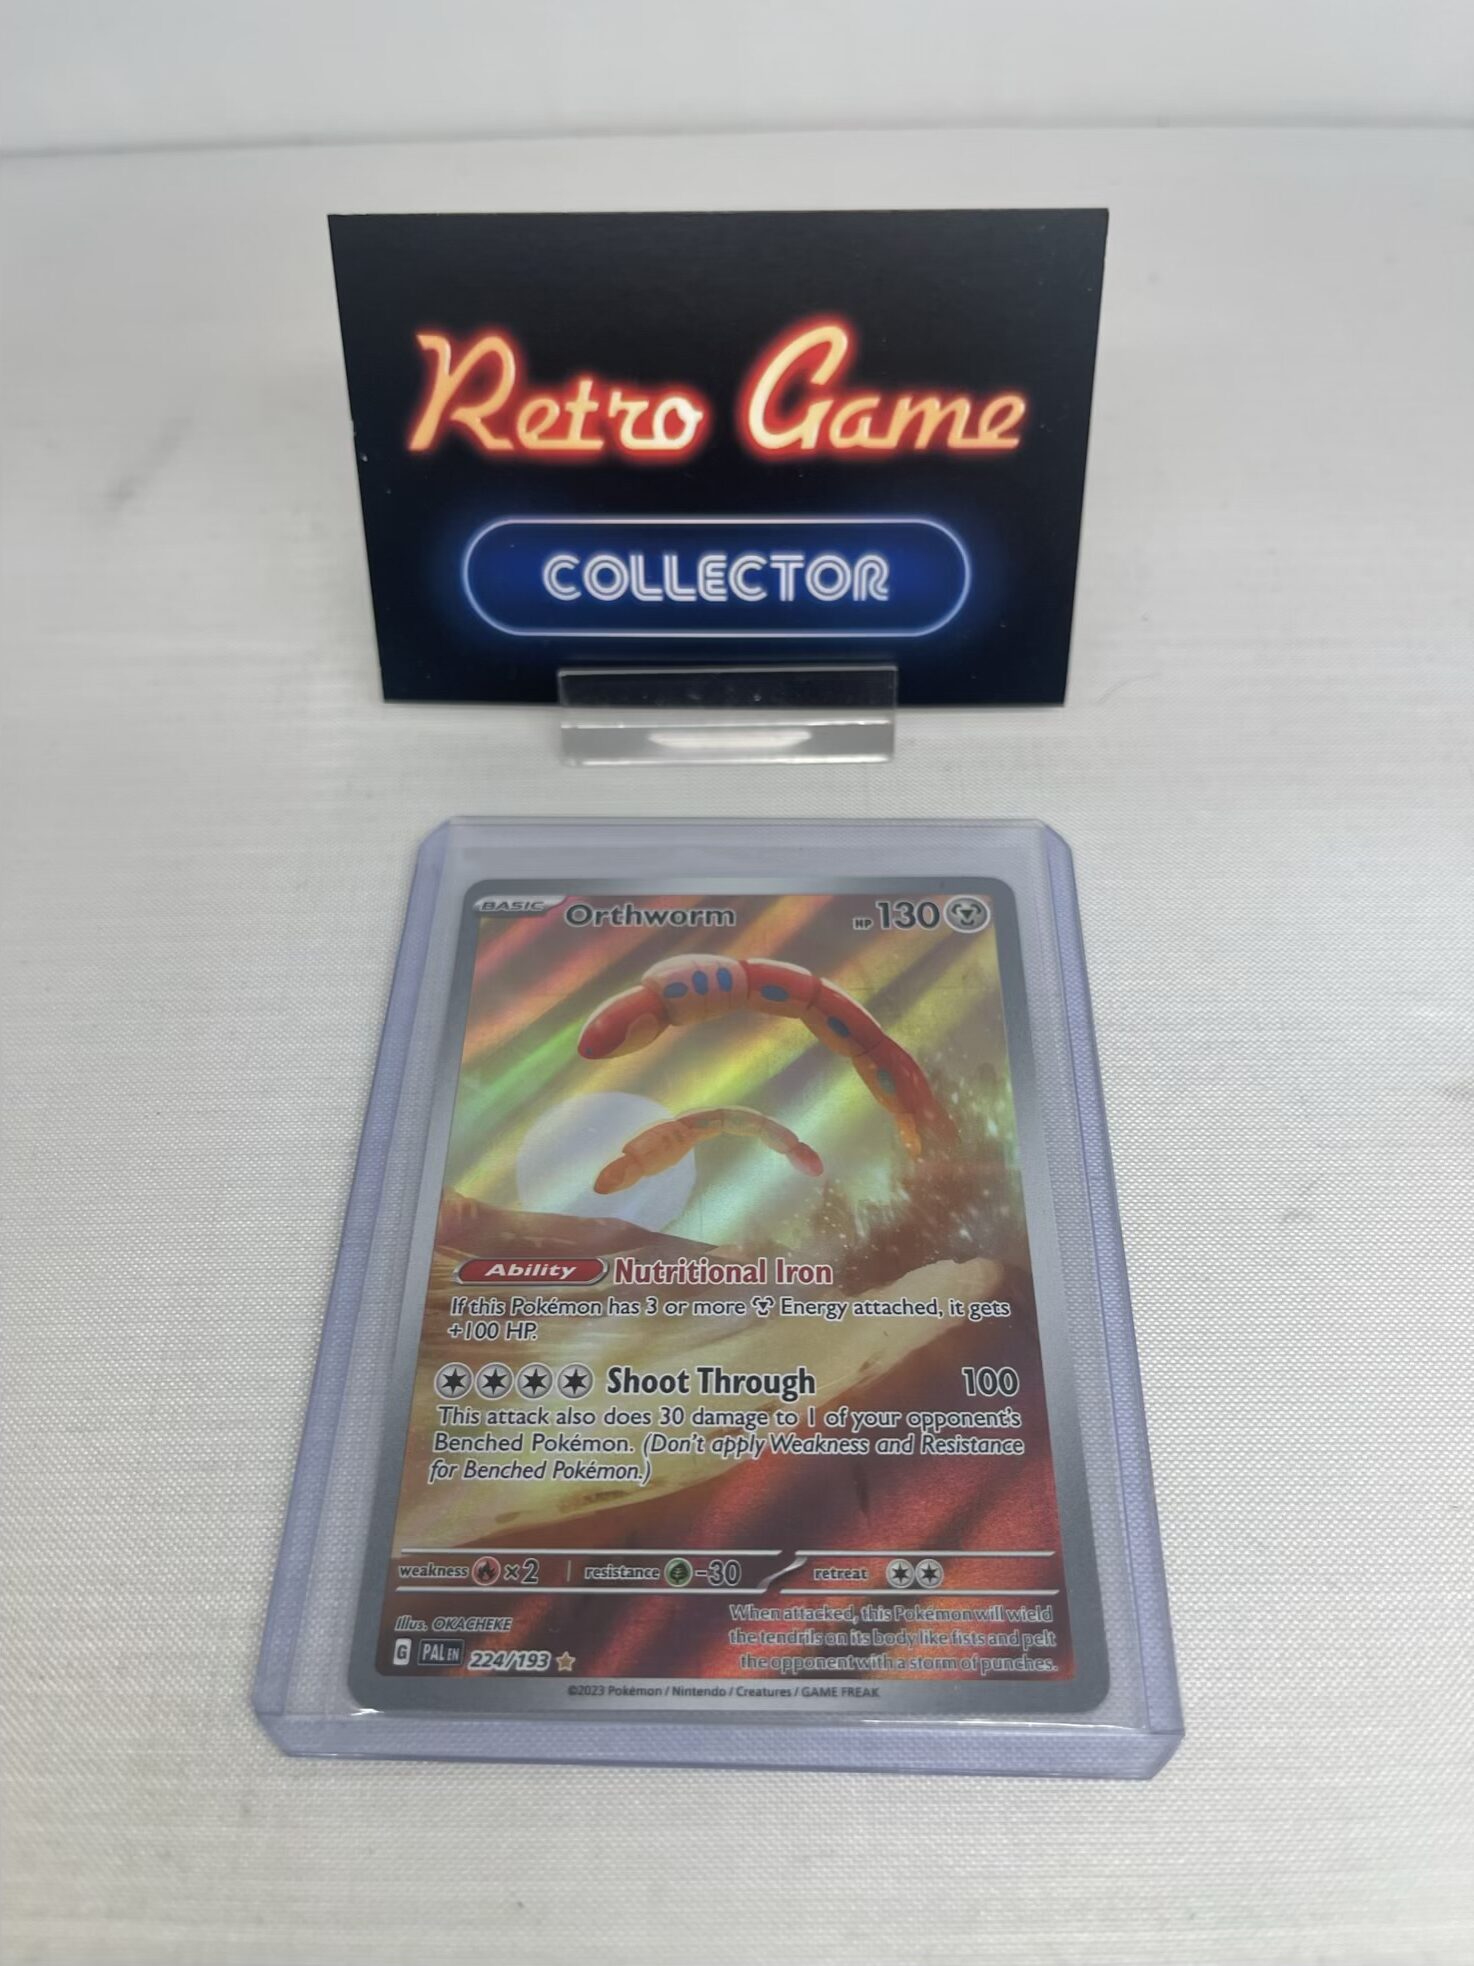 Retro Game
COLLECTOR
BASIC Orthworm HP 130
Ability Nutritional Iron
If this Pokémon has 3 or more Energy attached, it gets
+100 HP.
Shoot Through 100
This attack also does 30 damage to 1 of your opponent's
Benched Pokémon. (Don't apply Weakness and Resistance
for Benched Pokémon.)
weakness ×2 resistance -30 retreat
Illus. OKACHEKE
When attacked, this Pokémon will wield
the tendrils on its body like fists and pelt
the opponent with a storm of punches.
G PAL EN 224/193
©2023 Pokémon / Nintendo / Creatures / GAME FREAK